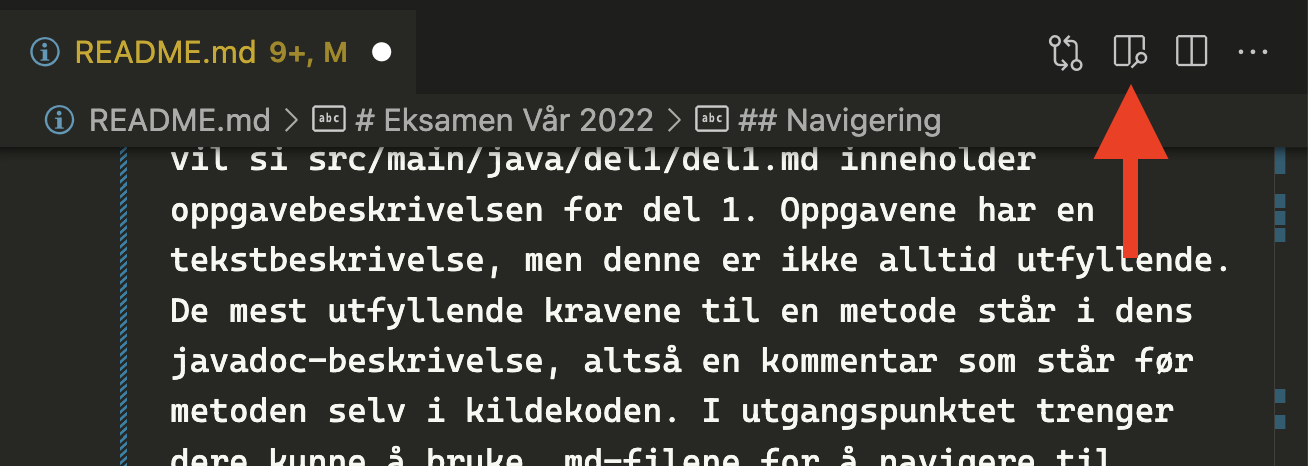 README.md 9+, M
README.md > abc # Eksamen Vår 2022 > abc ## Navigering
vil si src/main/java/del1/del1.md inneholder
oppgavebeskrivelsen for del 1. Oppgavene har en
tekstbeskrivelse, men denne er ikke alltid utfyllende.
De mest utfyllende kravene til en metode står i dens
javadoc-beskrivelse, altså en kommentar som står før
metoden selv i kildekoden. I utgangspunktet trenger
dere kunne å bruke .md-filene for å navigere til